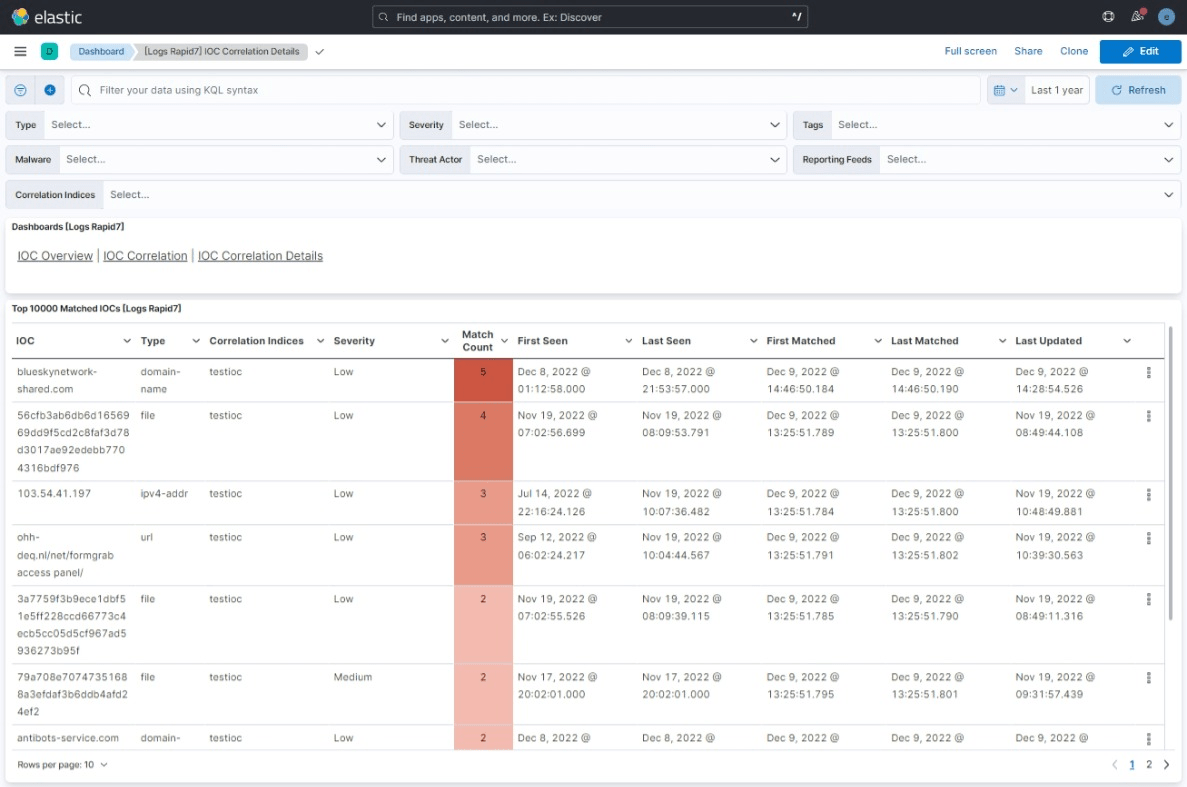 elastic
Find apps, content, and more. Ex: Discover ^/
e
D Dashboard [Logs Rapid7] IOC Correlation Details Full screen Share Clone Edit
Filter your data using KQL syntax Last 1 year Refresh
Type Select... Severity Select... Tags Select...
Malware Select... Threat Actor Select... Reporting Feeds Select...
Correlation Indices Select...
Dashboards [Logs Rapid7]
IOC Overview | IOC Correlation | IOC Correlation Details
Top 10000 Matched IOCs [Logs Rapid7]
IOC Type Correlation Indices Severity Match Count First Seen Last Seen First Matched Last Matched Last Updated
blueskynetwork- domain- testioc Low 5 Dec 8, 2022 @ Dec 8, 2022 @ Dec 9, 2022 @ Dec 9, 2022 @ Dec 9, 2022 @
shared.com name 01:12:58.000 21:53:57.000 14:46:50.184 14:46:50.190 14:28:54.526
56cfb3ab6db6d16569 file testioc Low 4 Nov 19, 2022 @ Nov 19, 2022 @ Dec 9, 2022 @ Dec 9, 2022 @ Nov 19, 2022 @
69dd9f5cd2c8faf3d78 07:02:56.699 08:09:53.791 13:25:51.789 13:25:51.800 08:49:44.108
d3017ae92edebb770
4316bdf976
103.54.41.197 ipv4-addr testioc Low 3 Jul 14, 2022 @ Nov 19, 2022 @ Dec 9, 2022 @ Dec 9, 2022 @ Nov 19, 2022 @
22:16:24.126 10:07:36.482 13:25:51.784 13:25:51.800 10:48:49.881
ohh- url testioc Low 3 Sep 12, 2022 @ Nov 19, 2022 @ Dec 9, 2022 @ Dec 9, 2022 @ Nov 19, 2022 @
deq.nl/net/formgrab 06:02:24.217 10:04:44.567 13:25:51.791 13:25:51.802 10:39:30.563
access panel/
3a7759f3b9ece1dbf5 file testioc Low 2 Nov 19, 2022 @ Nov 19, 2022 @ Dec 9, 2022 @ Dec 9, 2022 @ Nov 19, 2022 @
1e5ff228ccd66773c4 07:02:55.526 08:09:39.115 13:25:51.785 13:25:51.790 08:49:11.316
ecb5cc05d5cf967ad5
936273b95f
79a708e7074735168 file testioc Medium 2 Nov 17, 2022 @ Nov 17, 2022 @ Dec 9, 2022 @ Dec 9, 2022 @ Nov 19, 2022 @
8a3efdaf3b6ddb4afd2 20:02:01.000 20:02:01.000 13:25:51.795 13:25:51.801 09:31:57.439
4ef2
antibots-service.com domain- testioc Low 2 Dec 8, 2022 @ Dec 8, 2022 @ Dec 9, 2022 @ Dec 9, 2022 @ Dec 9, 2022 @
Rows per page: 10 1 2